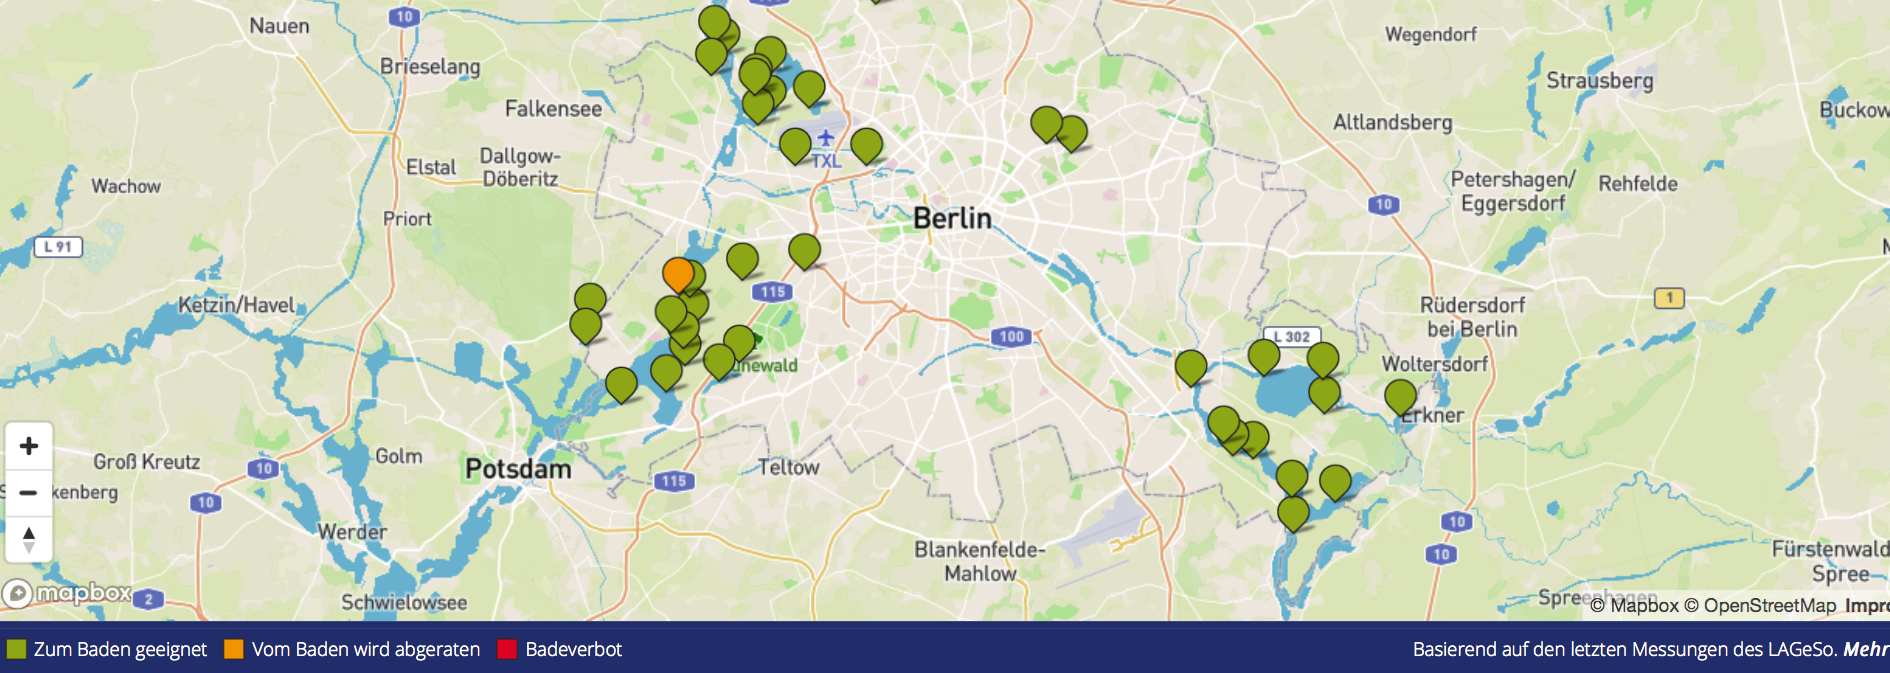 Nauen
10
Wegendorf
Brieselang
Strausberg
Falkensee
Buckow
Altlandsberg
TXL
Dallgow-
Döberitz
Elstal
Wachow
Petershagen/
Eggersdorf
Rehfelde
10
Priort
Berlin
L 91
115
Ketzin/Havel
Rüdersdorf
bei Berlin
1
100
L 302
Woltersdorf
unewald
Erkner
+
−
Groß Kreutz
10
Golm
Potsdam
115
Teltow
kenberg
10
Werder
10
10
Blankenfelde-
Mahlow
Fürstenwald
Spree
mapbox
2
Schwielowsee
Spreenhagen
© Mapbox © OpenStreetMap Impro
Zum Baden geeignet
Vom Baden wird abgeraten
Badeverbot
Basierend auf den letzten Messungen des LAGeSo. Mehr